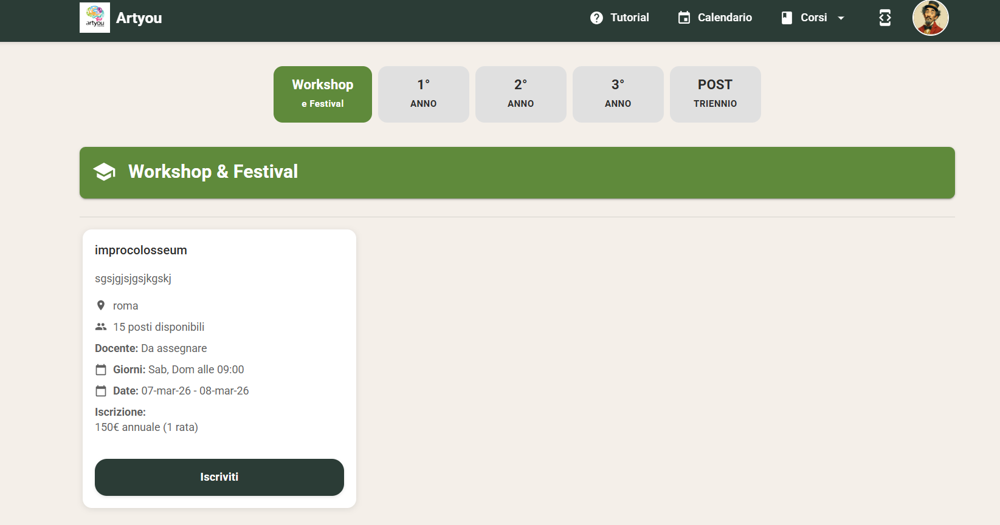 artyou
Artyou
Tutorial
Calendario
Corsi
Workshop
e Festival
1°
ANNO
2°
ANNO
3°
ANNO
POST
TRIENNIO
Workshop & Festival
improcolosseum
sgsjgjsjgsjkgskj
roma
15 posti disponibili
Docente: Da assegnare
Giorni: Sab, Dom alle 09:00
Date: 07-mar-26 - 08-mar-26
Iscrizione:
150€ annuale (1 rata)
Iscriviti